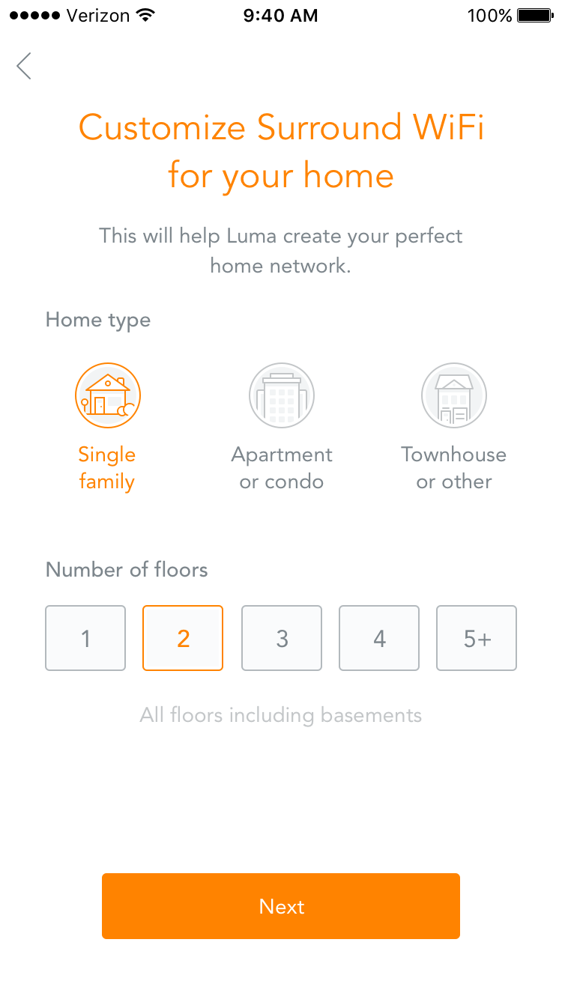 Verizon 9:40 AM 100%
Customize Surround WiFi
for your home
This will help Luma create your perfect
home network.
Home type
Single
family
Apartment
or condo
Townhouse
or other
Number of floors
1 2 3 4 5+
All floors including basements
Next